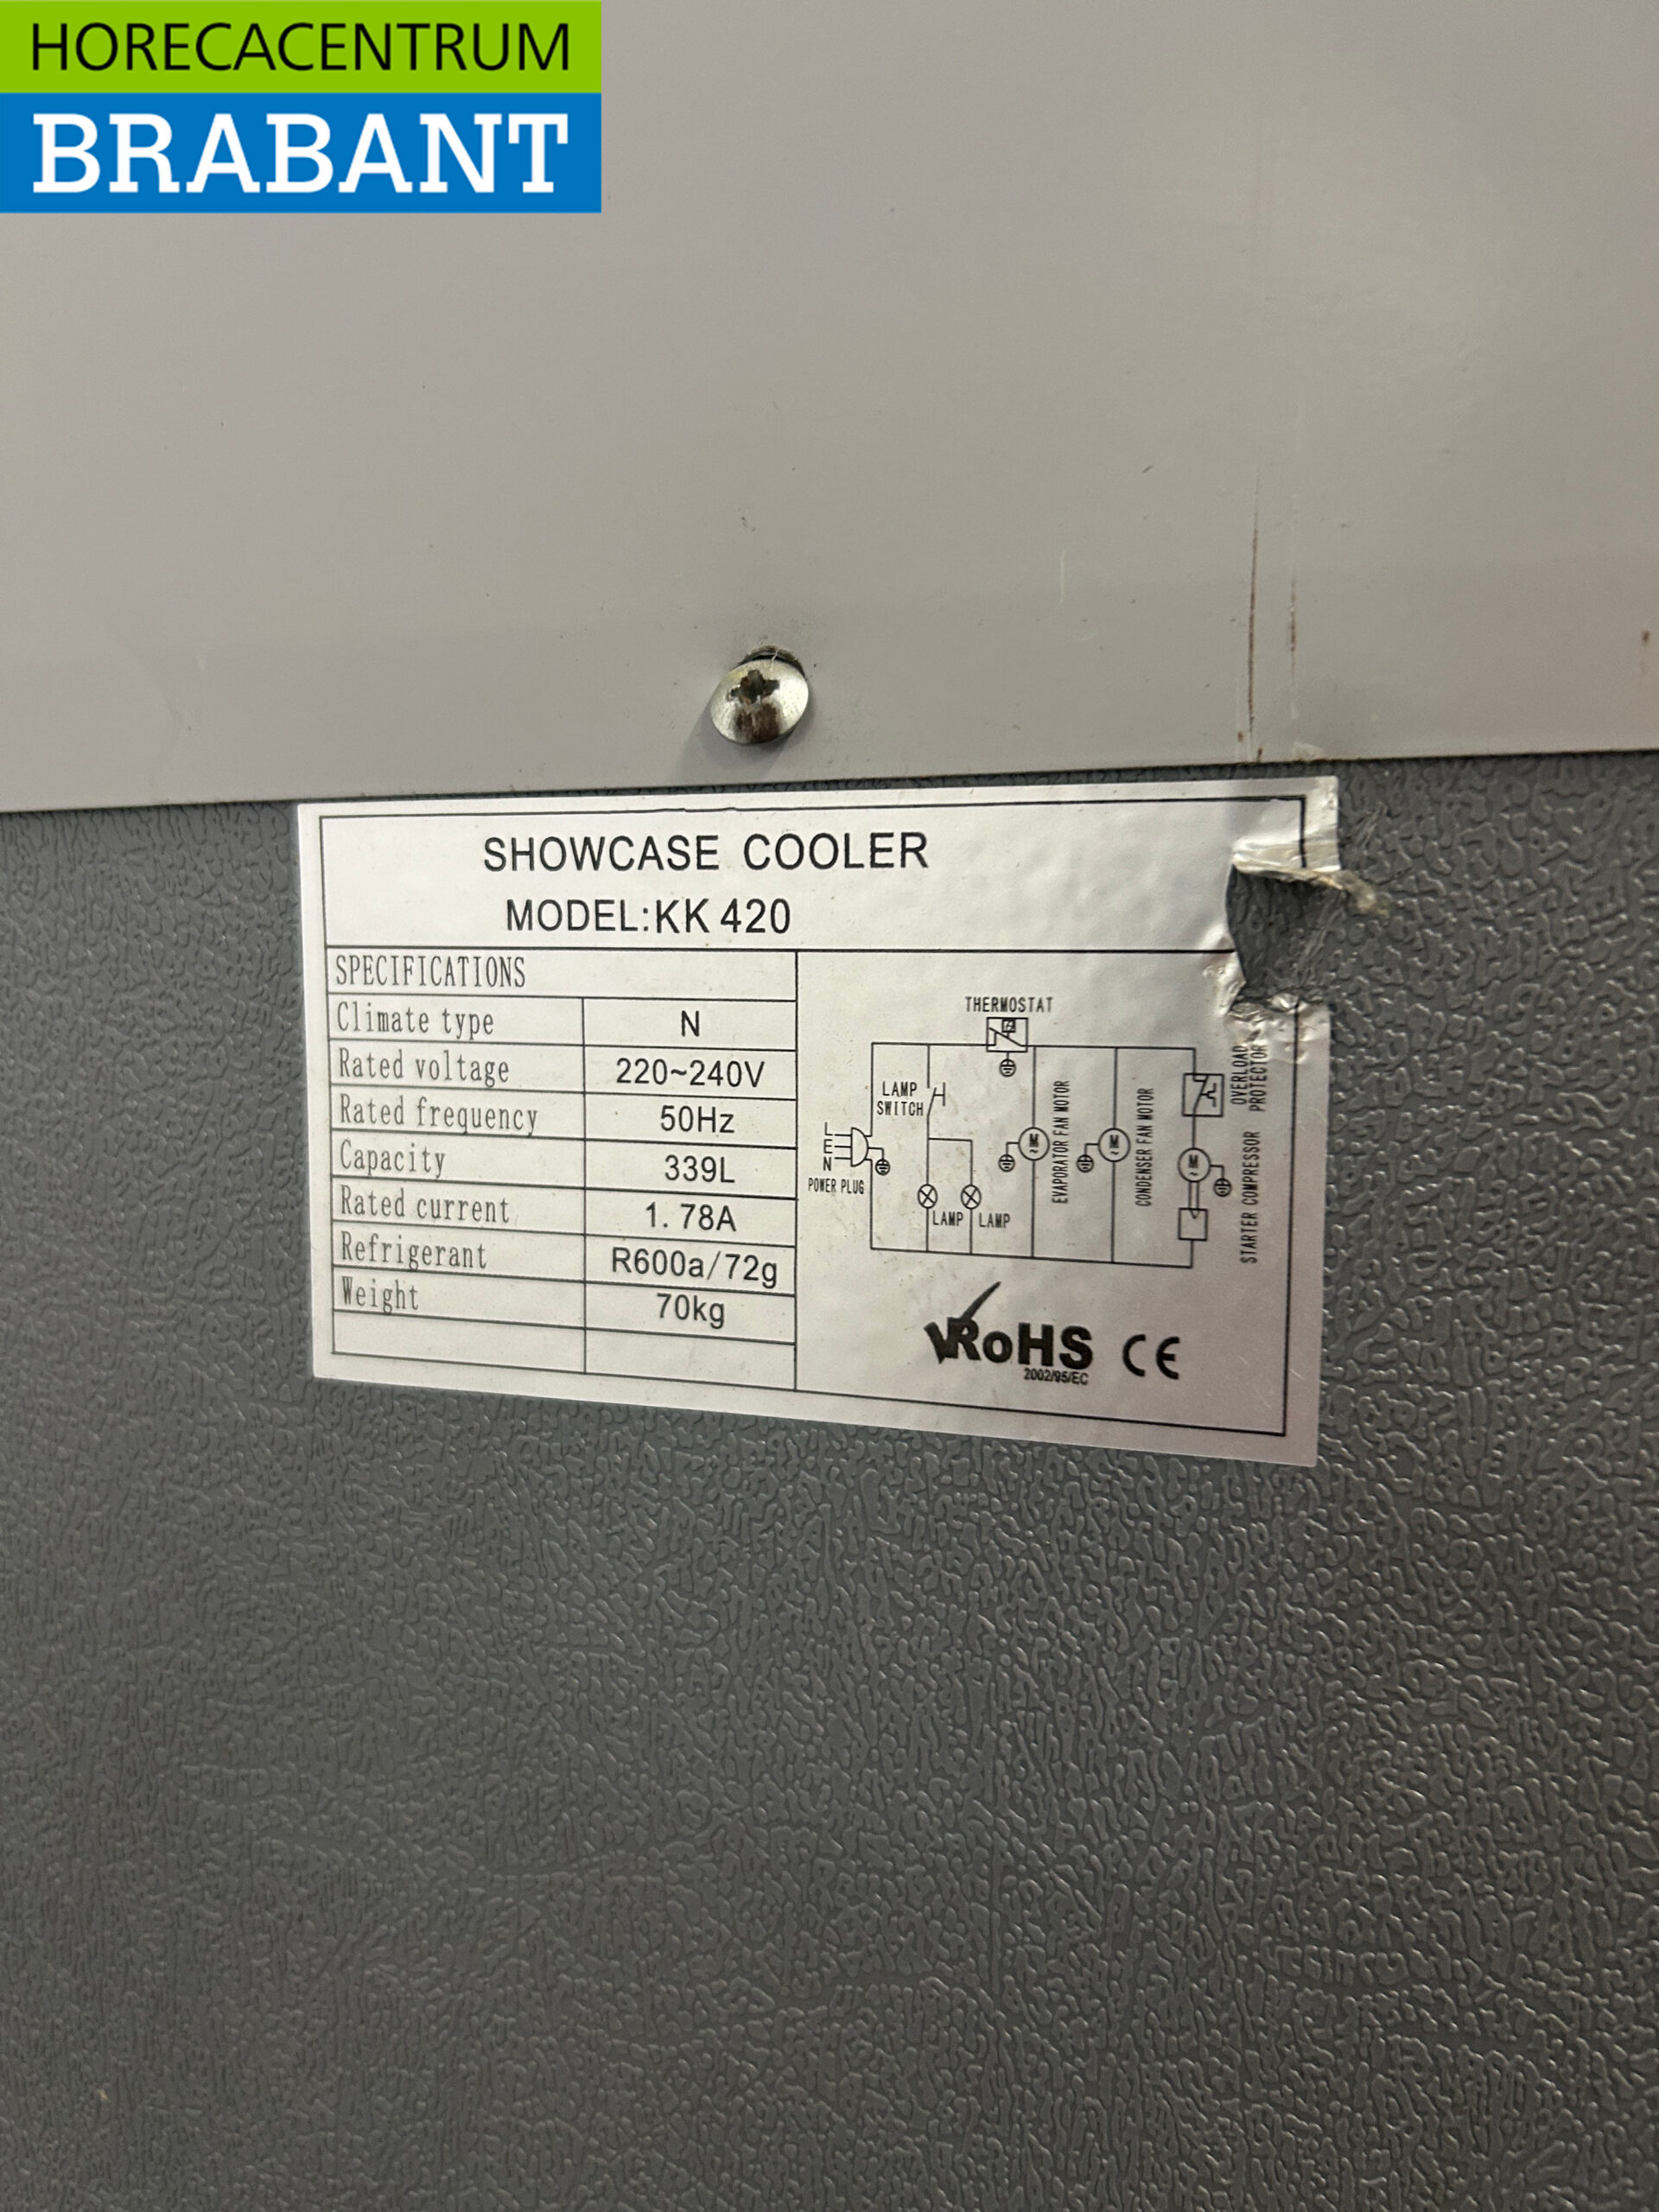 HORECACENTRUM
BRABANT
SHOWCASE COOLER
MODEL:KK 420
SPECIFICATIONS
Climate type N
Rated voltage 220~240V
Rated frequency 50Hz
Capacity 339L
Rated current 1.78A
Refrigerant R600a/72g
Weight 70kg
THERMOSTAT
LAMP
SWITCH
L
E
N
POWER PLUG
LAMP
LAMP
M
~
EVAPORATOR FAN MOTOR
M
~
CONDENSER FAN MOTOR
OVERLOAD
PROTECTOR
M
~
STARTER COMPRESSOR
RoHS
2002/95/EC
CE